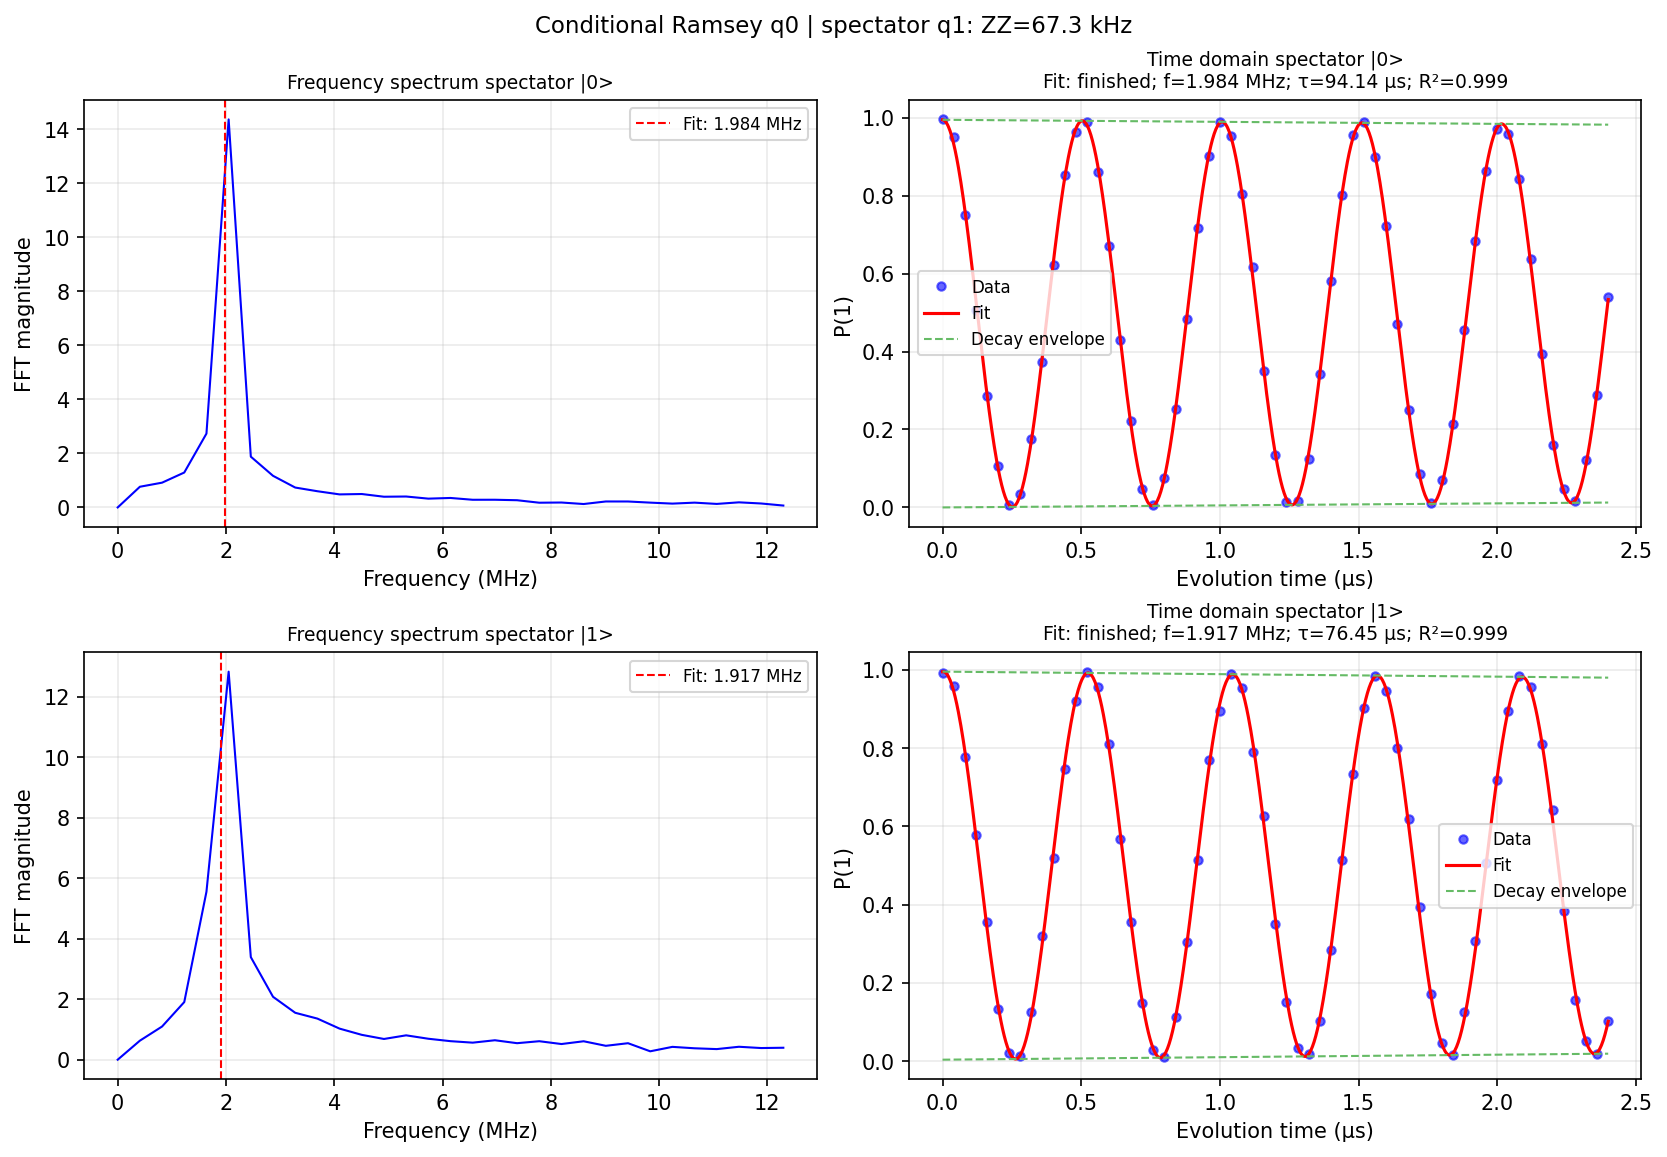 Conditional Ramsey q0 | spectator q1: ZZ=67.3 kHz
Frequency spectrum spectator |0>
FFT magnitude
14
12
10
8
6
4
2
0
Fit: 1.984 MHz
0 2 4 6 8 10 12
Frequency (MHz)
Time domain spectator |0>
Fit: finished; f=1.984 MHz; τ=94.14 μs; R²=0.999
P(1)
1.0
0.8
0.6
0.4
0.2
0.0
Data
Fit
Decay envelope
0.0 0.5 1.0 1.5 2.0 2.5
Evolution time (μs)
Frequency spectrum spectator |1>
FFT magnitude
12
10
8
6
4
2
0
Fit: 1.917 MHz
0 2 4 6 8 10 12
Frequency (MHz)
Time domain spectator |1>
Fit: finished; f=1.917 MHz; τ=76.45 μs; R²=0.999
P(1)
1.0
0.8
0.6
0.4
0.2
0.0
Data
Fit
Decay envelope
0.0 0.5 1.0 1.5 2.0 2.5
Evolution time (μs)